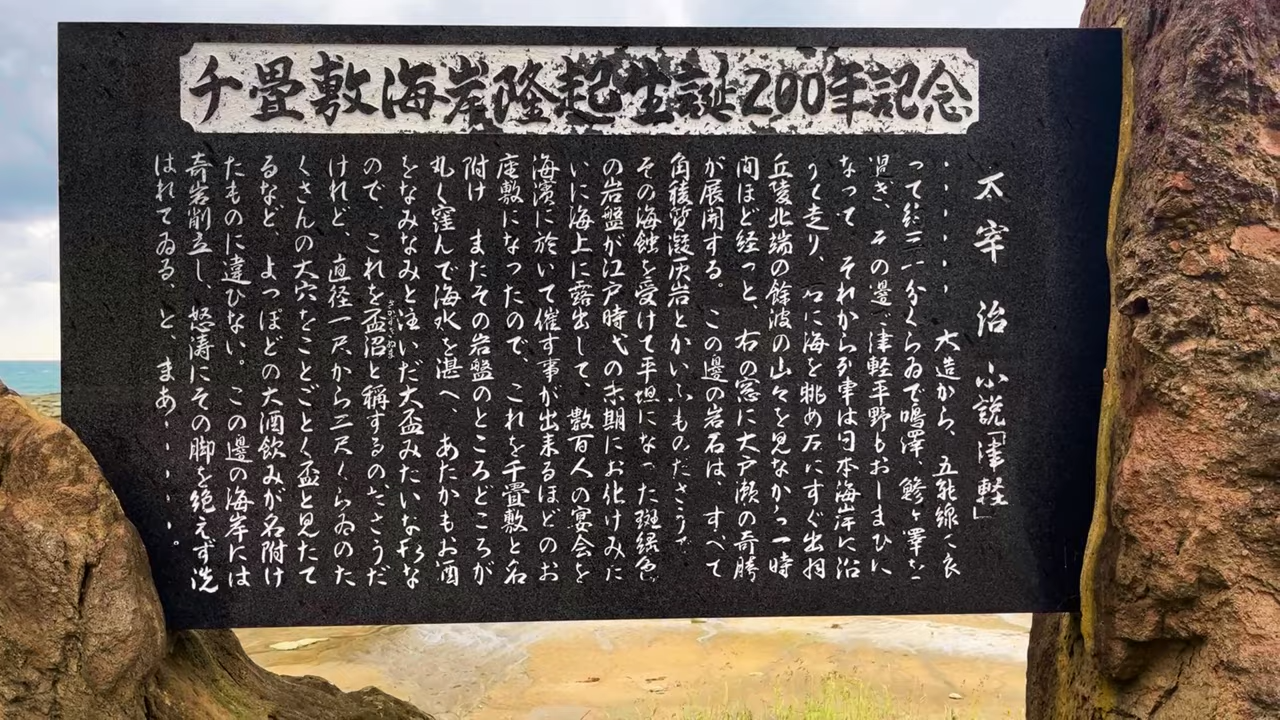 千畳敷海岸隆起生誕200年記念
太宰 治 小説「津軽」
・・・・・ 大造から、五能線に
って約三十分くらゐで鳴澤、鰺ヶ澤を
過ぎ、その邊で津軽平野もおしまひに
なって それから列車は日本海岸に沿
うて走り、右に海を眺め左にすぐ出羽
丘陵北端の餘波の山々を見ながら一時
間ほど経つと、右の窓に大戸瀬の奇勝
が展開する。この邊の岩石は、すべて
角稜質凝灰岩とかいふものださうで
その海蝕を受けて平坦になった斑緑色
の岩盤が江戸時代の末期にお化けみた
いに海上に露出して、数百人の宴会を
海濱に於いて催す事が出来るほどのお
座敷になったので、これを千畳敷と名
附け またその岩盤のところどころが
丸く窪んで海水を湛へ、あたかもお酒
をなみなみと注いだ大盃みたいな形な
ので、これを盃沼と稱するのださうだ
けれど、直径一尺から二尺くらゐのた
くさんの大穴をことごとく盃と見たて
るなど、よっぽどの大酒飲みが名附け
たものに違ひない。この邊の海岸には
奇岩削立し、怒涛にその脚を絶えず洗
はれてゐる、と、まあ・・・・。